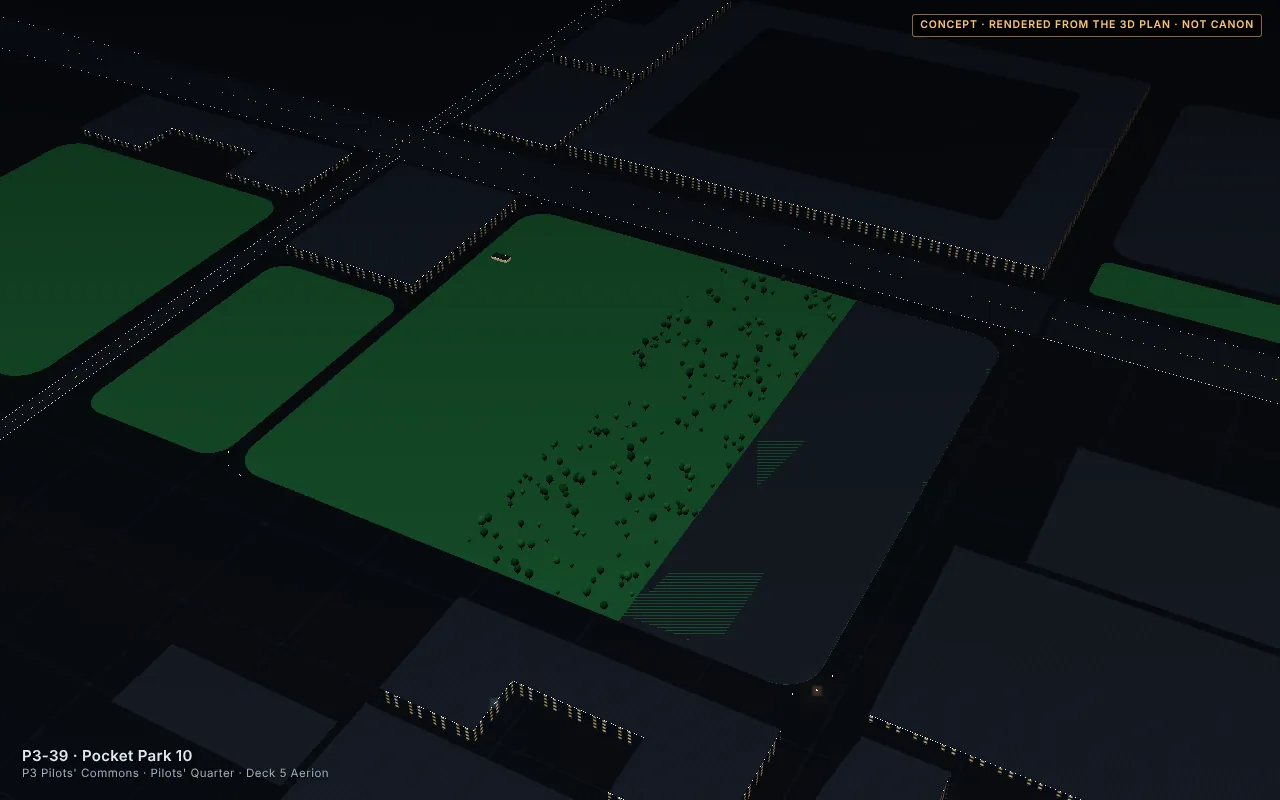 CONCEPT · RENDERED FROM THE 3D PLAN · NOT CANON
P3-39 · Pocket Park 10
P3 Pilots' Commons · Pilots' Quarter · Deck 5 Aerion